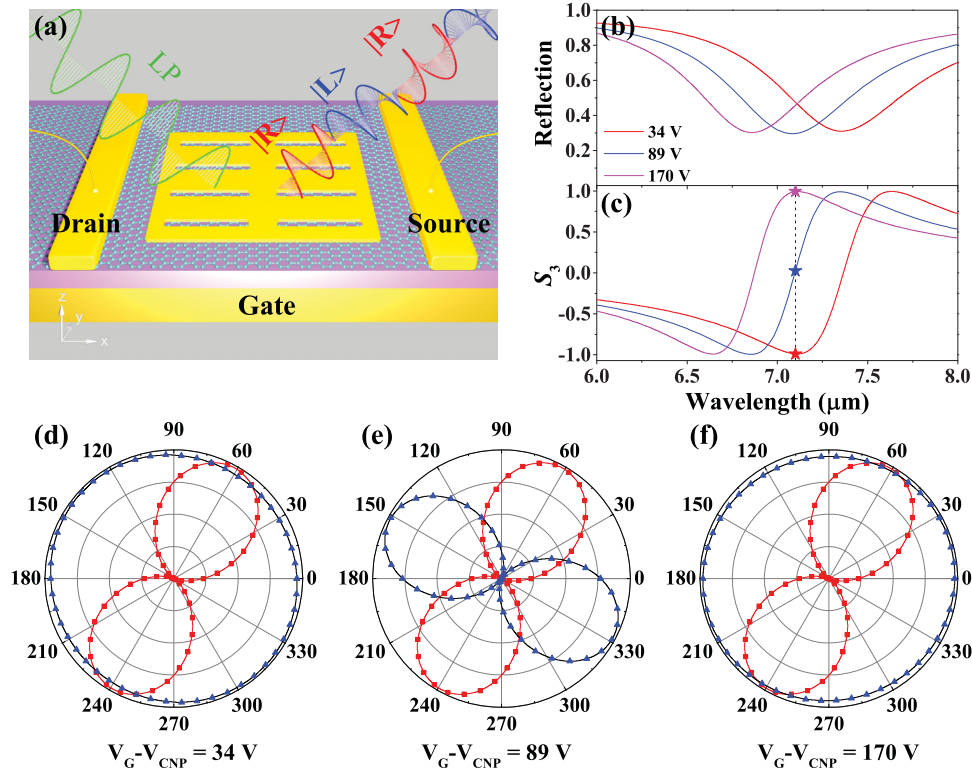 (a)
LP
|R>
|L>
|R>
Drain
Source
Gate
z
y
x
(b)
Reflection
1.0
0.8
0.6
0.4
0.2
34 V
89 V
170 V
(c)
S3
1.0
0.5
0.0
-0.5
-1.0
6.0 6.5 7.0 7.5 8.0
Wavelength (μm)
(d)
90
120 60
150 30
180 0
210 330
240 300
270
VG-VCNP = 34 V
(e)
90
120 60
150 30
180 0
210 330
240 300
270
VG-VCNP = 89 V
(f)
90
120 60
150 30
180 0
210 330
240 300
270
VG-VCNP = 170 V